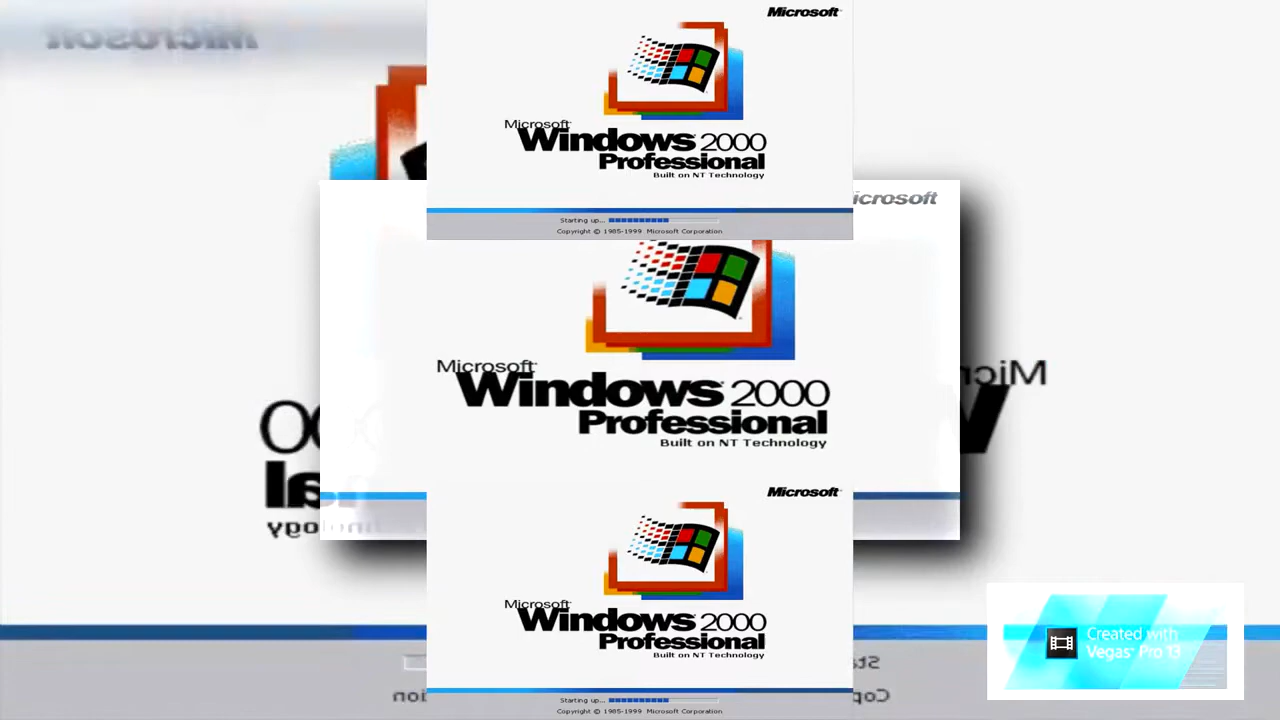 Microsoft
Microsoft
Microsoft
Windows 2000
Professional
Built on NT Technology
Starting up...
Copyright © 1985-1999 Microsoft Corporation
icrosoft
Microsoft
Windows 2000
Professional
Built on NT Technology
Microsoft
Microsoft
Windows 2000
Professional
Built on NT Technology
Starting up...
Copyright © 1985-1999 Microsoft Corporation
Created with
Vegas Pro 13